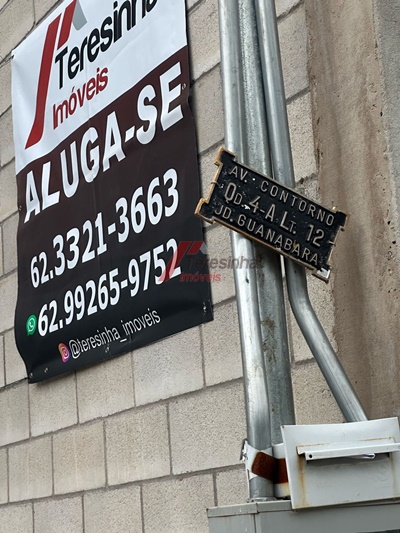 Teresinha
Imóveis
ALUGA-SE
62.3321-3663
62.99265-9752
@teresinha_imoveis
AV. CONTORNO
QD. 4-A LT. 12
JD. GUANABARA
Teresinha
Imóveis